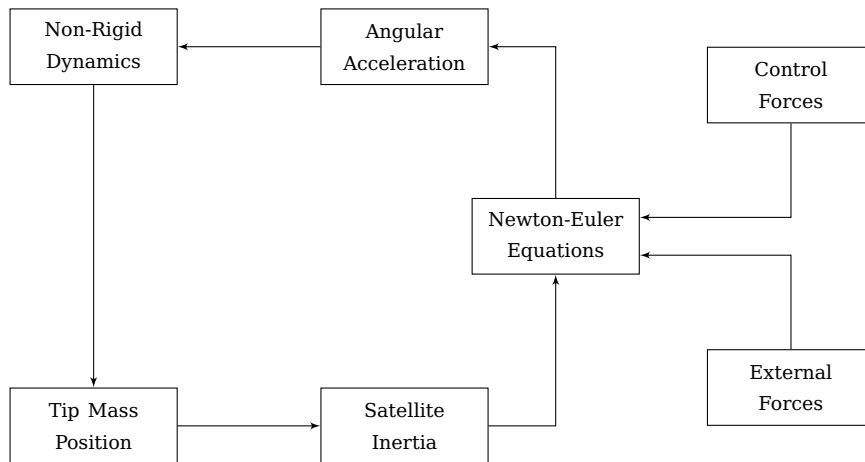 Non-Rigid
Dynamics
Angular
Acceleration
Control
Forces
Newton-Euler
Equations
Tip Mass
Position
Satellite
Inertia
External
Forces